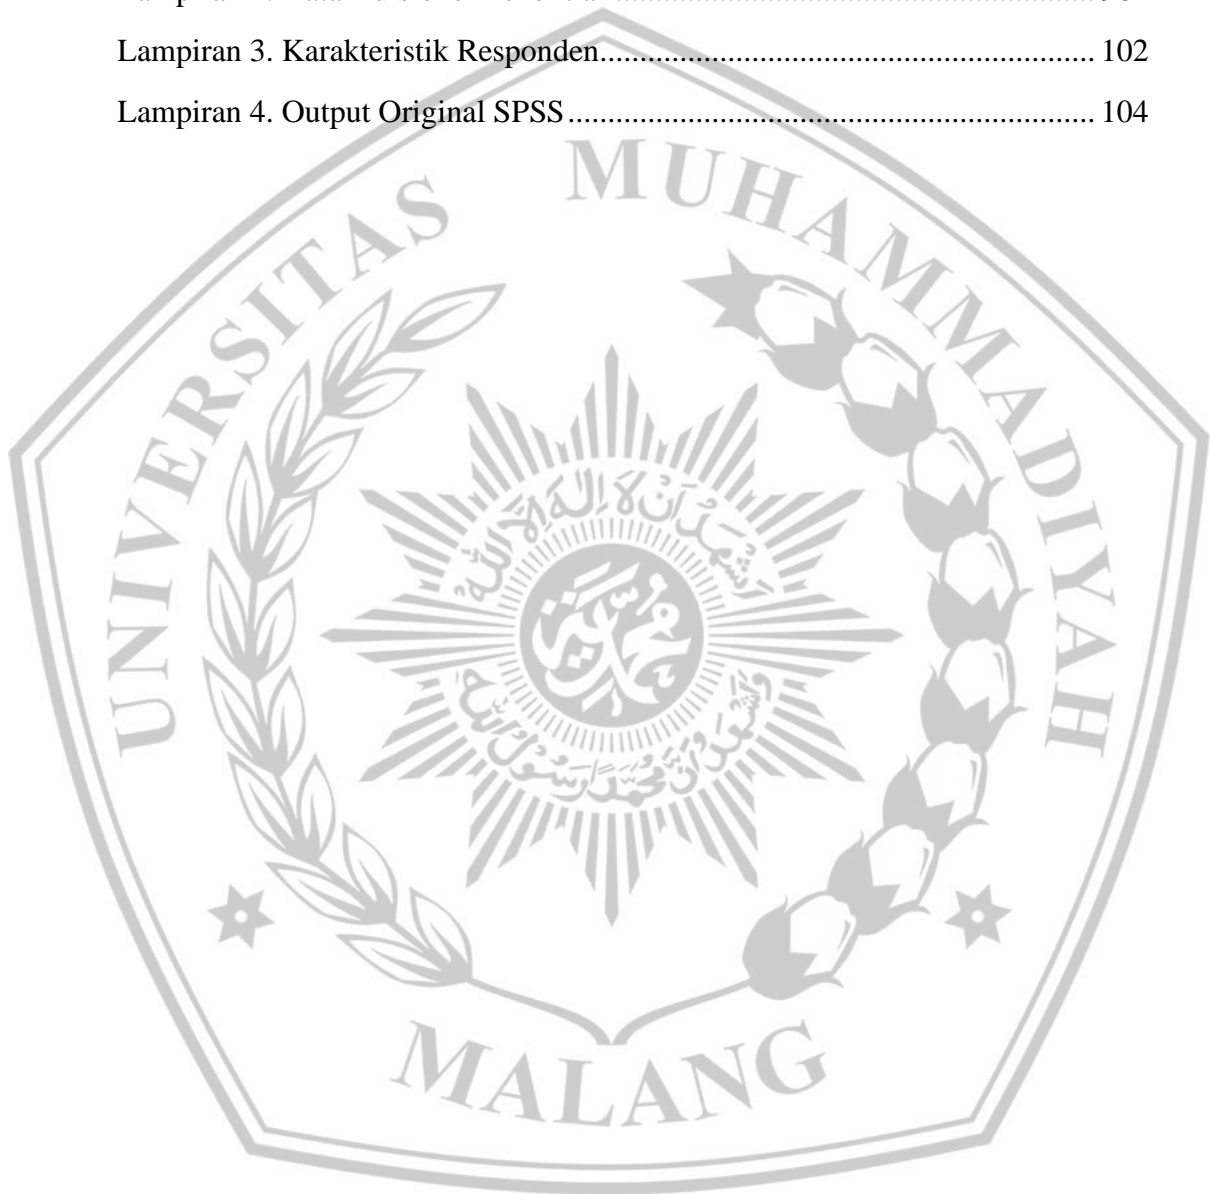 Lampiran 3. Karakteristik Responden.............................................................. 102
Lampiran 4. Output Original SPSS.................................................................. 104
UNIVERSITAS MUHAMMADIYAH
MALANG